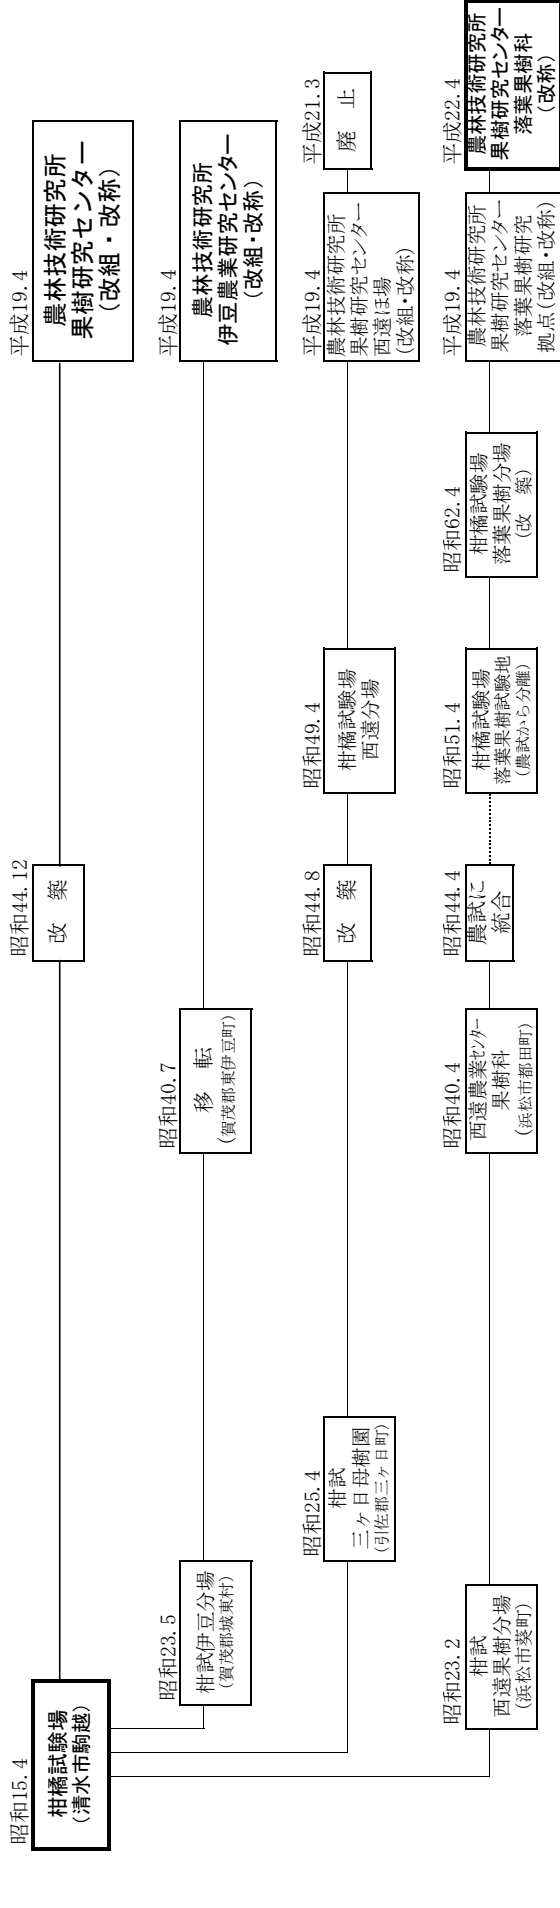 昭和15.4
柑橘試験場
(清水市駒越)
昭和44.12
改　築
平成19.4
農林技術研究所
果樹研究センター
(改組・改称)
昭和23.5
柑試伊豆分場
(賀茂郡城東村)
昭和40.7
移　転
(賀茂郡東伊豆町)
平成19.4
農林技術研究所
伊豆農業研究センター
(改組・改称)
昭和25.4
柑試
三ヶ日母樹園
(引佐郡三ヶ日町)
昭和44.8
改　築
昭和49.4
柑橘試験場
西遠分場
平成19.4
農林技術研究所
果樹研究センター
西遠ほ場
(改組・改称)
平成21.3
廃　止
昭和23.2
柑試
西遠果樹分場
(浜松市葵町)
昭和40.4
西遠農業センター
果樹科
(浜松市都田町)
昭和44.4
農試に
統合
昭和51.4
柑橘試験場
落葉果樹試験地
(農試から分離)
昭和62.4
柑橘試験場
落葉果樹分場
(改　築)
平成19.4
農林技術研究所
果樹研究センター
落葉果樹研究
拠点(改組・改称)
平成22.4
農林技術研究所
果樹研究センター
落葉果樹科
(改称)